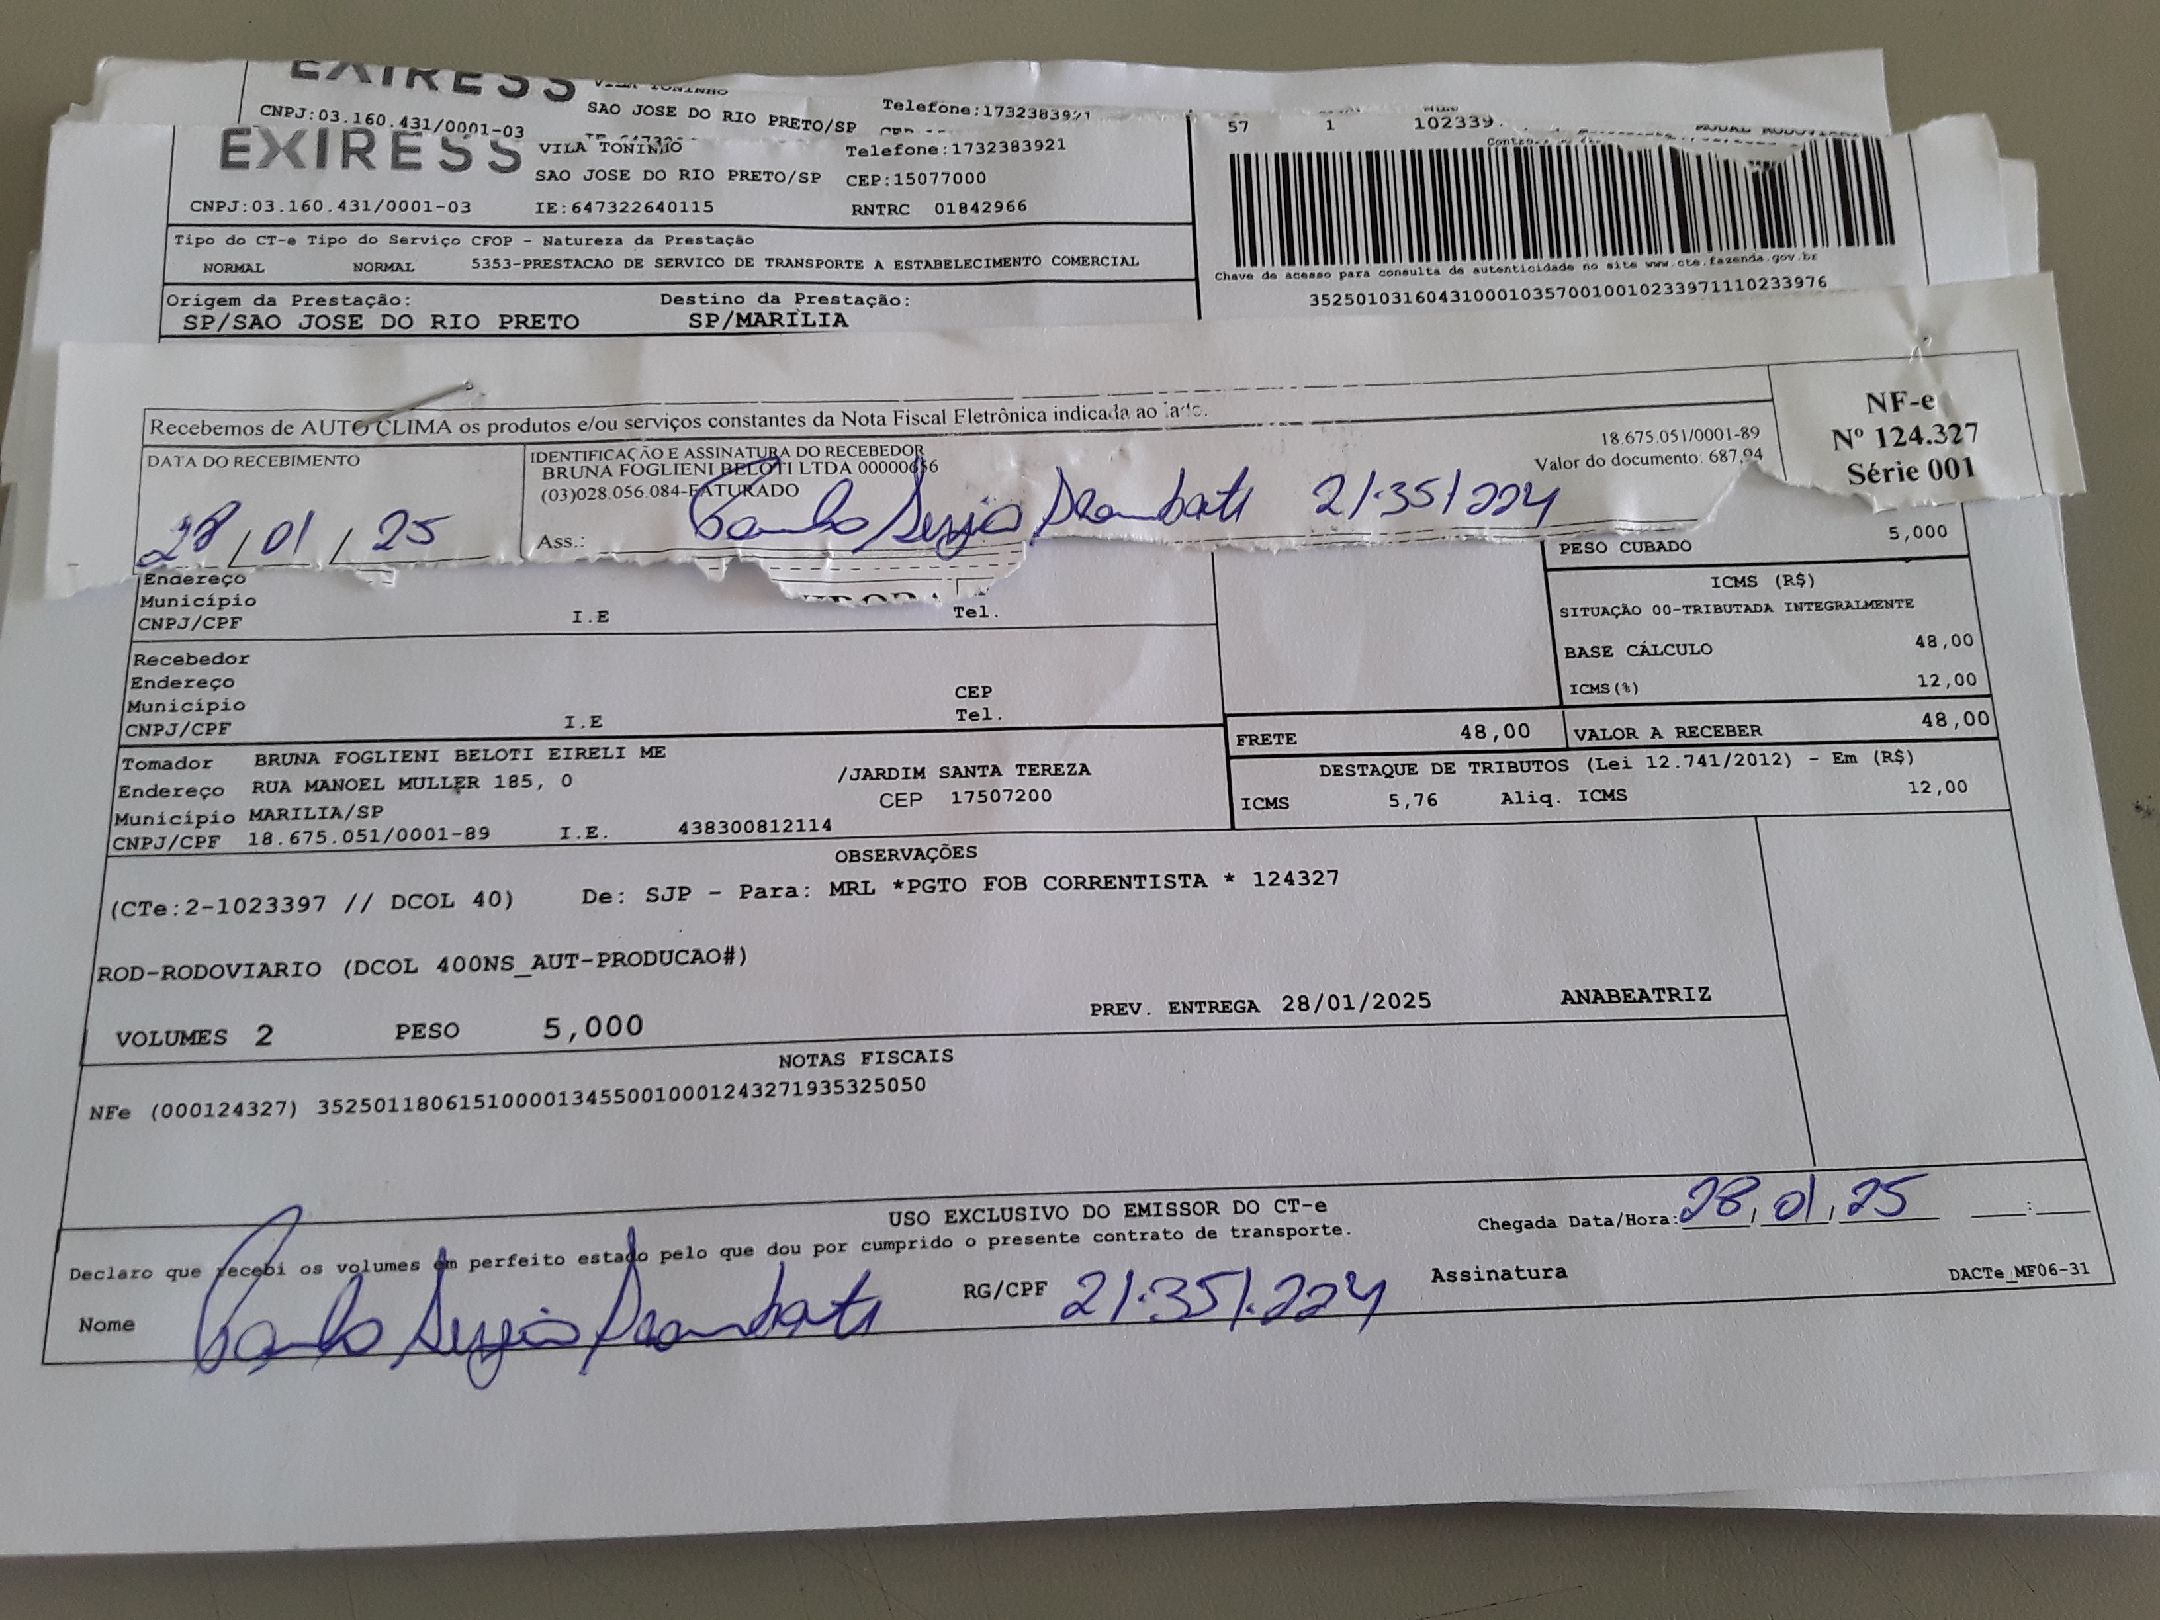 EXIRESS
SAO JOSE DO RIO PRETO/SP Telefone:1732383921
CNPJ:03.160.431/0001-03
57 1 102339
EXIRESS VILA TONINHO Telefone:1732383921
SAO JOSE DO RIO PRETO/SP CEP:15077000
CNPJ:03.160.431/0001-03 IE:647322640115 RNTRC 01842966
Tipo do CT-e Tipo do Serviço CFOP - Natureza da Prestação
NORMAL NORMAL 5353-PRESTACAO DE SERVICO DE TRANSPORTE A ESTABELECIMENTO COMERCIAL
Chave de acesso para consulta de autenticidade no site www.cte.fazenda.gov.br
35250103160431000103570010010233971110233976
Origem da Prestação: Destino da Prestação:
SP/SAO JOSE DO RIO PRETO SP/MARILIA
Recebemos de AUTO CLIMA os produtos e/ou serviços constantes da Nota Fiscal Eletrônica indicada ao lado.
NF-e
Nº 124.327
Série 001
DATA DO RECEBIMENTO
28/01/25
IDENTIFICAÇÃO E ASSINATURA DO RECEBEDOR
BRUNA FOGLIENI BELOTI LTDA 00000656
(03)028.056.084-FATURADO
18.675.051/0001-89
Valor do documento: 687,94
Ass.: Paulo Sergio 21.351.224
PESO CUBADO 5,000
ICMS (R$)
SITUAÇÃO 00-TRIBUTADA INTEGRALMENTE
BASE CÁLCULO 48,00
ICMS(%) 12,00
Endereço
Município
CNPJ/CPF I.E Tel.
Recebedor
Endereço
Município CEP
CNPJ/CPF I.E Tel.
FRETE 48,00 VALOR A RECEBER 48,00
Tomador BRUNA FOGLIENI BELOTI EIRELI ME
Endereço RUA MANOEL MULLER 185, 0 /JARDIM SANTA TEREZA
Município MARILIA/SP CEP 17507200
CNPJ/CPF 18.675.051/0001-89 I.E. 438300812114
DESTAQUE DE TRIBUTOS (Lei 12.741/2012) - Em (R$)
ICMS 5,76 Aliq. ICMS 12,00
OBSERVAÇÕES
(CTe:2-1023397 // DCOL 40) De: SJP - Para: MRL *PGTO FOB CORRENTISTA * 124327
ROD-RODOVIARIO (DCOL 400NS_AUT-PRODUCAO#)
VOLUMES 2 PESO 5,000 PREV. ENTREGA 28/01/2025 ANABEATRIZ
NOTAS FISCAIS
NFe (000124327) 35250118061510000134550010001243271935325050
USO EXCLUSIVO DO EMISSOR DO CT-e
Chegada Data/Hora: 28/01/25 __:__
Declaro que recebi os volumes em perfeito estado pelo que dou por cumprido o presente contrato de transporte.
Nome Paulo Sergio RG/CPF 21.351.224 Assinatura
DACTe_MF06-31